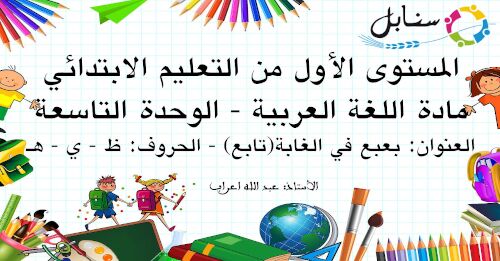 سنابل
المستوى الأول من التعليم الابتدائي
مادة اللغة العربية - الوحدة التاسعة
العنوان: بعبع في الغابة(تابع) - الحروف: ظ - ي - هـ
الأستاذ: عبد الله اعراب